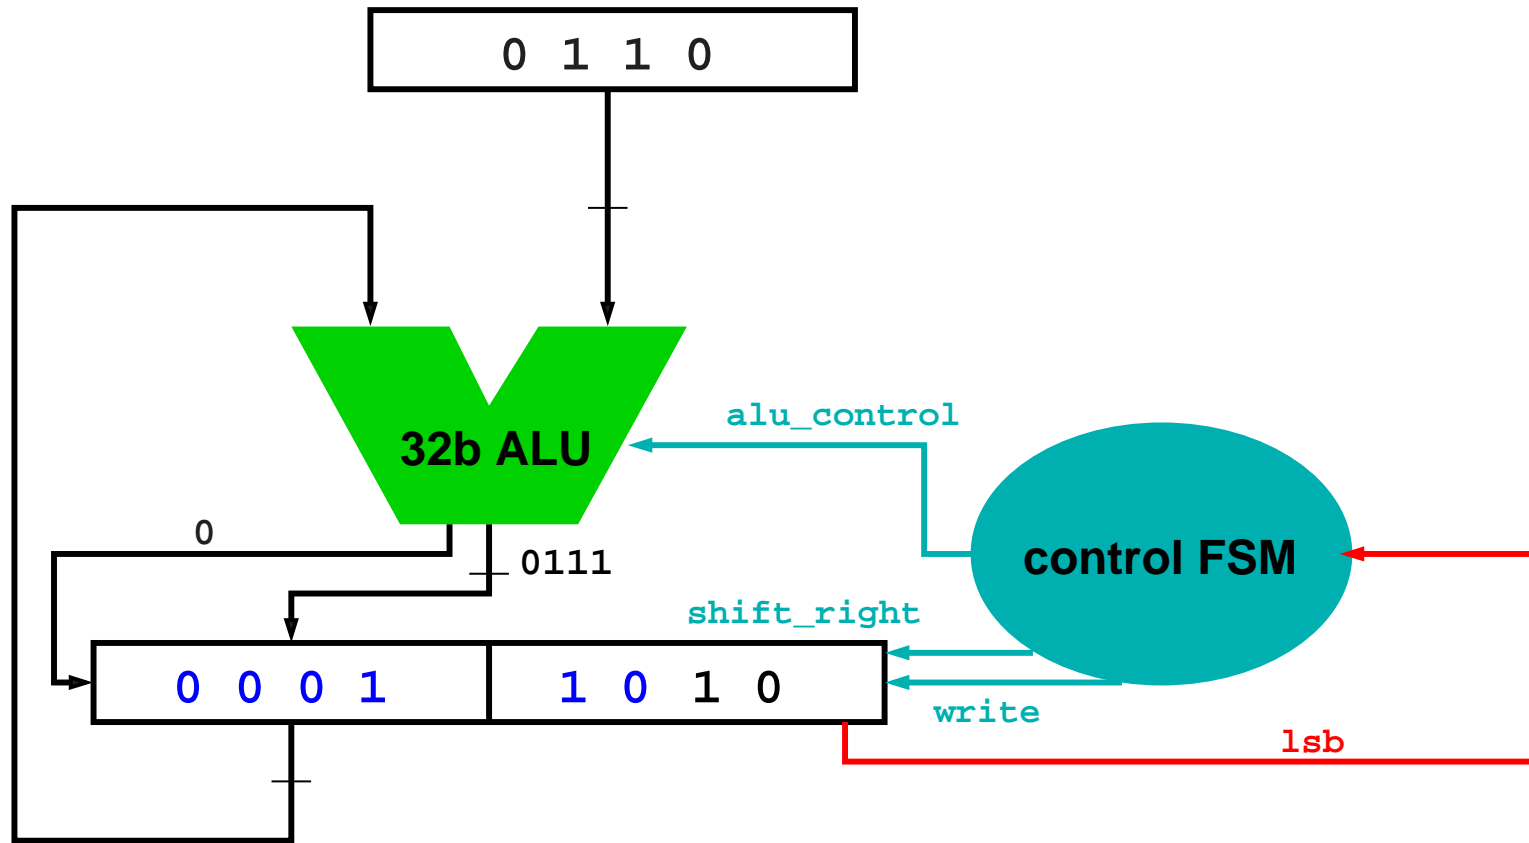 0 1 1 0
alu_control
32b ALU
0
0111
control FSM
shift_right
0 0 0 1 1 0 1 0
write
lsb